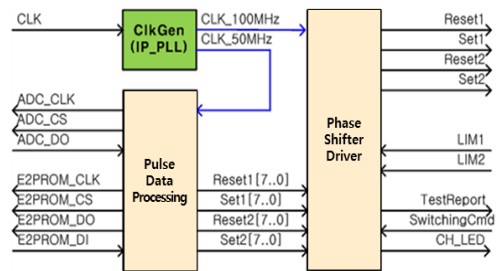 CLK
ClkGen
(IP_PLL)
CLK_100MHz
CLK_50MHz
Reset1
Set1
Reset2
Set2
ADC_CLK
ADC_CS
ADC_DO
Pulse
Data
Processing
Phase
Shifter
Driver
LIM1
LIM2
E2PROM_CLK
E2PROM_CS
E2PROM_DO
E2PROM_DI
Reset1[7..0]
Set1[7..0]
Reset2[7..0]
Set2[7..0]
TestReport
SwitchingCmd
CH_LED